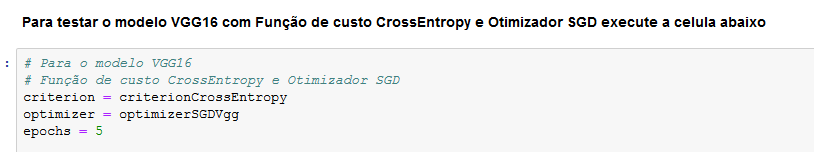 Para testar o modelo VGG16 com Função de custo CrossEntropy e Otimizador SGD execute a celula abaixo
:
# Para o modelo VGG16
# Função de custo CrossEntropy e Otimizador SGD
criterion = criterionCrossEntropy
optimizer = optimizerSGDVgg
epochs = 5